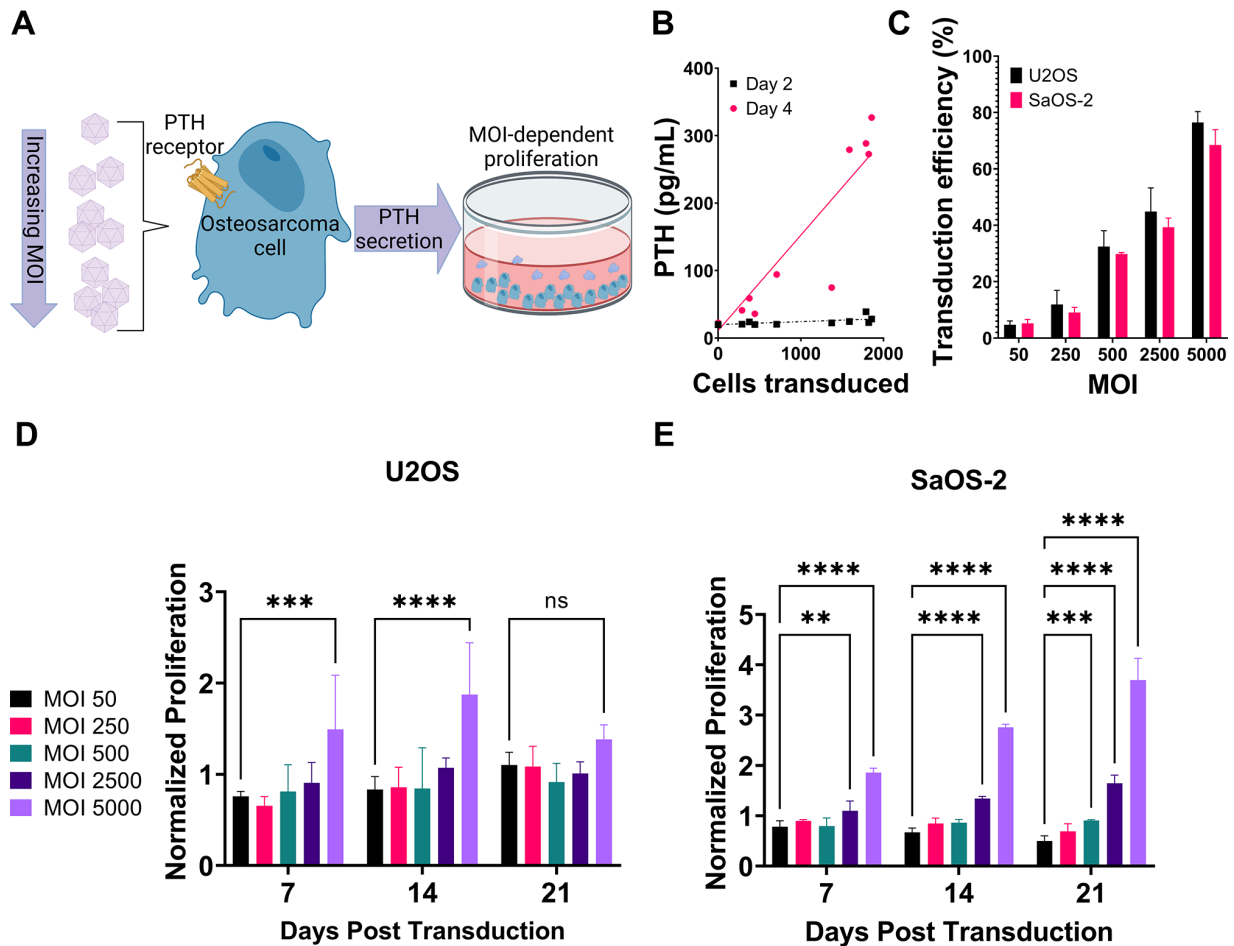 A
Increasing MOI
PTH
receptor
Osteosarcoma
cell
PTH
secretion
MOI-dependent
proliferation
B
PTH (pg/mL)
400
300
200
100
0
Day 2
Day 4
0
1000
2000
Cells transduced
C
Transduction efficiency (%)
100
80
60
40
20
0
U2OS
SaOS-2
50
250
500
2500
5000
MOI
D
U2OS
MOI 50
MOI 250
MOI 500
MOI 2500
MOI 5000
Normalized Proliferation
3
2
1
0
***
****
ns
7
14
21
Days Post Transduction
E
SaOS-2
Normalized Proliferation
5
4
3
2
1
0
****
**
****
****
****
****
***
7
14
21
Days Post Transduction